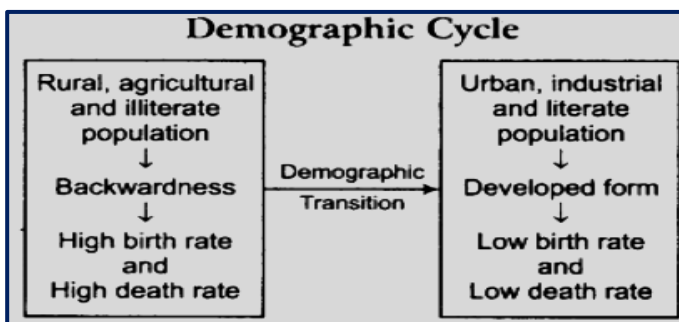 Demographic Cycle
Rural, agricultural
and illiterate
population
↓
Backwardness
↓
High birth rate
and
High death rate
Demographic
Transition
Urban, industrial
and literate
population
↓
Developed form
↓
Low birth rate
and
Low death rate